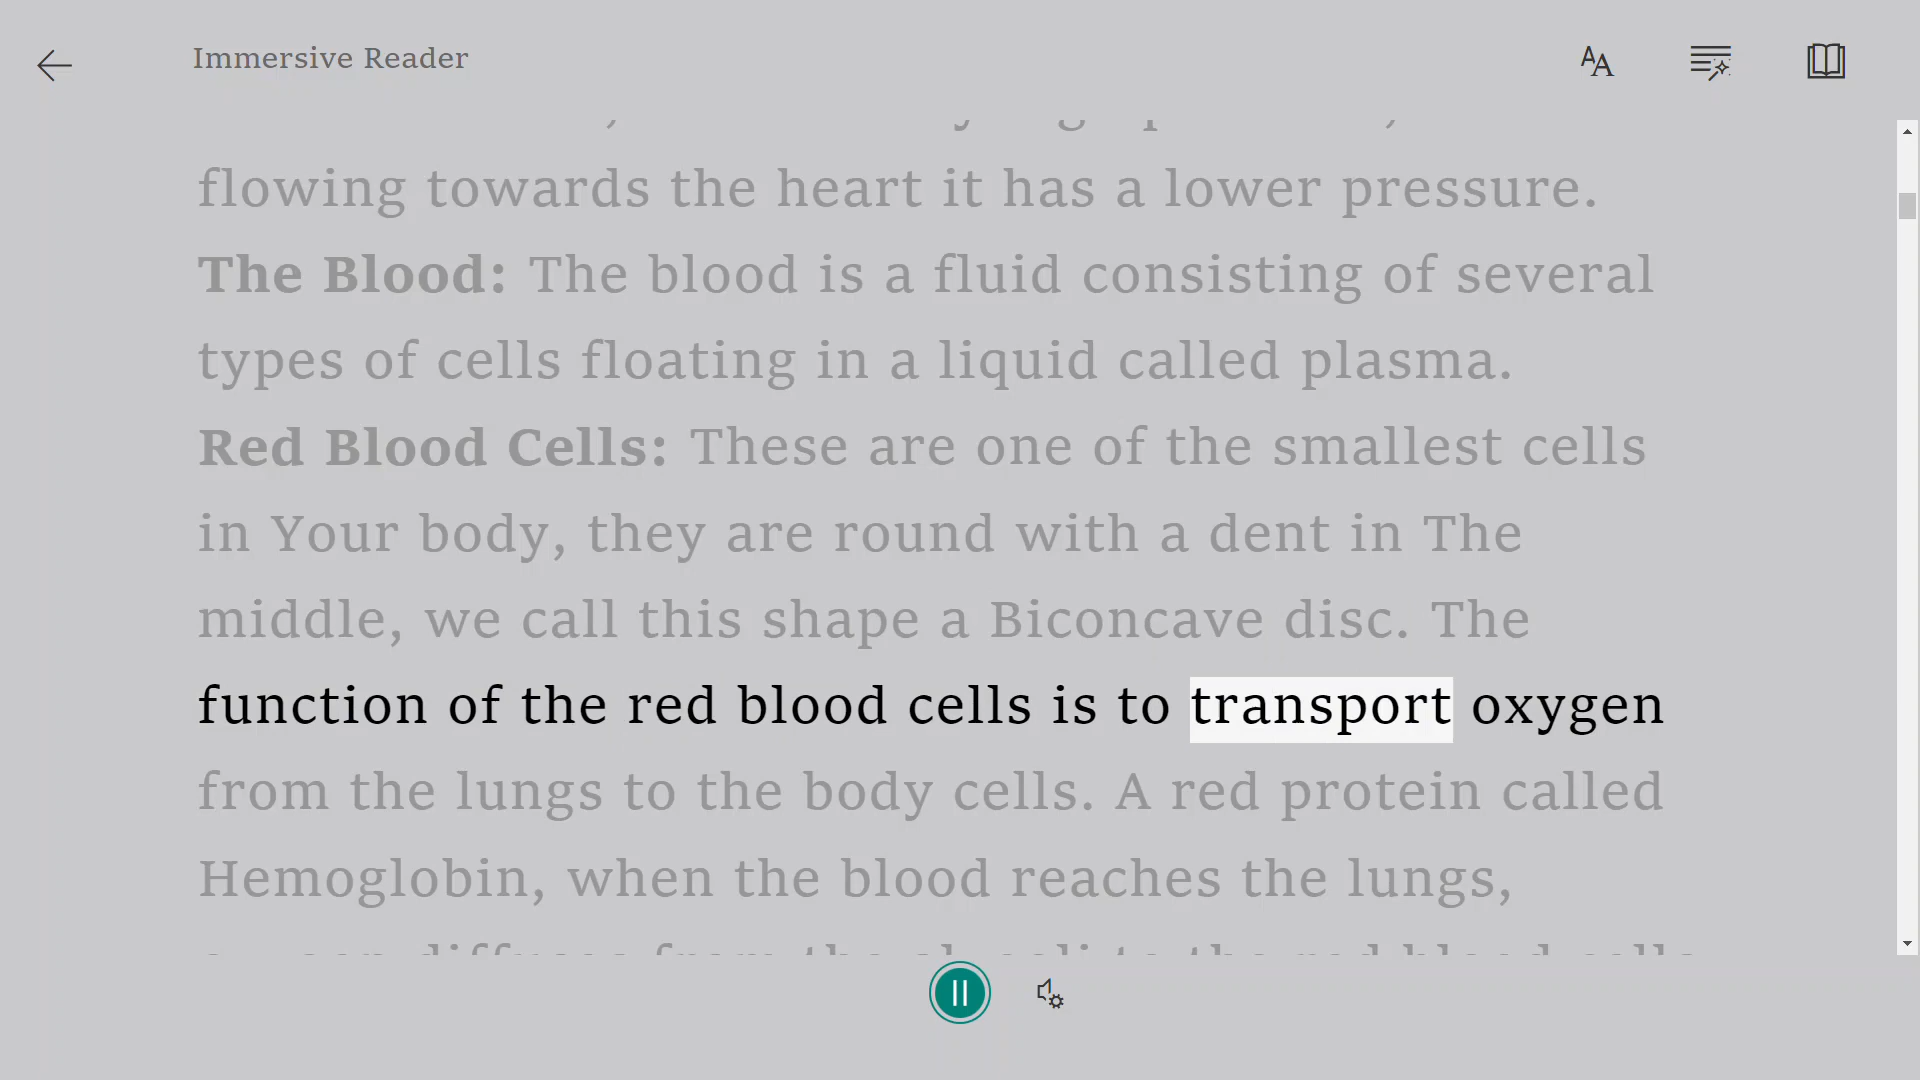 Immersive Reader
flowing towards the heart it has a lower pressure.
The Blood: The blood is a fluid consisting of several
types of cells floating in a liquid called plasma.
Red Blood Cells: These are one of the smallest cells
in Your body, they are round with a dent in The
middle, we call this shape a Biconcave disc. The
function of the red blood cells is to transport oxygen
from the lungs to the body cells. A red protein called
Hemoglobin, when the blood reaches the lungs,